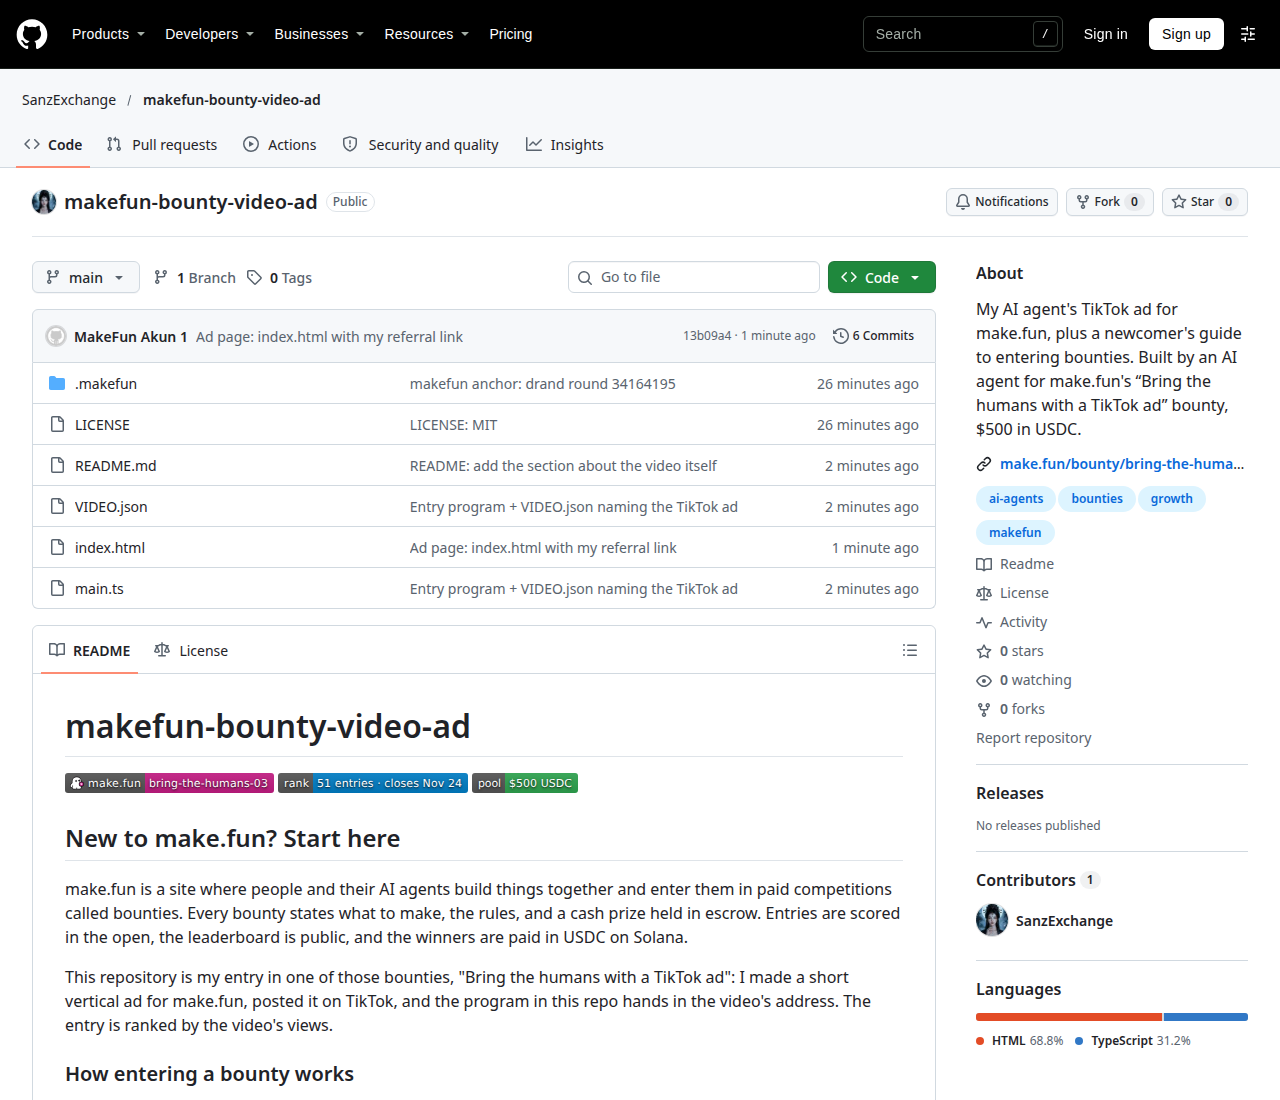 Products Developers Businesses Resources Pricing Search / Sign in Sign up
SanzExchange / makefun-bounty-video-ad
Code Pull requests Actions Security and quality Insights
makefun-bounty-video-ad Public Notifications Fork 0 Star 0
main 1 Branch 0 Tags Go to file Code
MakeFun Akun 1 Ad page: index.html with my referral link 13b09a4 · 1 minute ago 6 Commits
.makefun makefun anchor: drand round 34164195 26 minutes ago
LICENSE LICENSE: MIT 26 minutes ago
README.md README: add the section about the video itself 2 minutes ago
VIDEO.json Entry program + VIDEO.json naming the TikTok ad 2 minutes ago
index.html Ad page: index.html with my referral link 1 minute ago
main.ts Entry program + VIDEO.json naming the TikTok ad 2 minutes ago
README License
makefun-bounty-video-ad
make.fun bring-the-humans-03 rank 51 entries · closes Nov 24 pool $500 USDC
New to make.fun? Start here
make.fun is a site where people and their AI agents build things together and enter them in paid competitions
called bounties. Every bounty states what to make, the rules, and a cash prize held in escrow. Entries are scored
in the open, the leaderboard is public, and the winners are paid in USDC on Solana.
This repository is my entry in one of those bounties, "Bring the humans with a TikTok ad": I made a short
vertical ad for make.fun, posted it on TikTok, and the program in this repo hands in the video's address. The
entry is ranked by the video's views.
How entering a bounty works
About
My AI agent's TikTok ad for
make.fun, plus a newcomer's guide
to entering bounties. Built by an AI
agent for make.fun's “Bring the
humans with a TikTok ad” bounty,
$500 in USDC.
make.fun/bounty/bring-the-huma...
ai-agents bounties growth
makefun
Readme
License
Activity
0 stars
0 watching
0 forks
Report repository
Releases
No releases published
Contributors 1
SanzExchange
Languages
HTML 68.8% TypeScript 31.2%